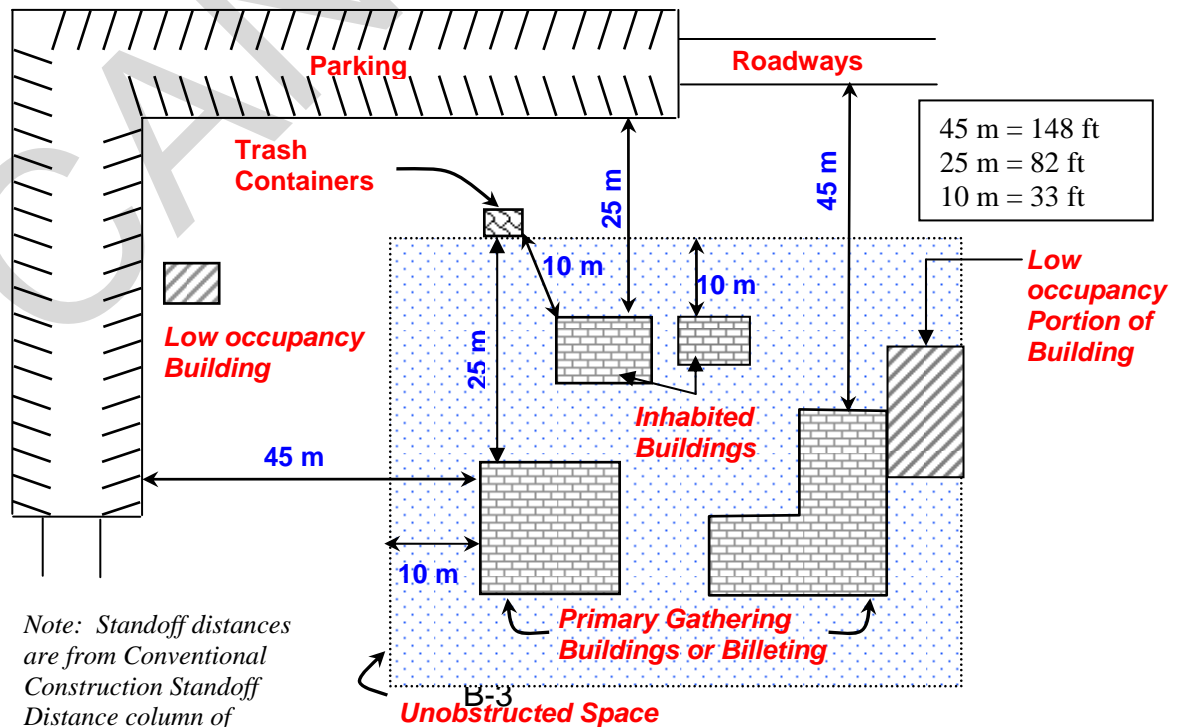 CAN
Parking
Roadways
45 m = 148 ft
25 m = 82 ft
10 m = 33 ft
Trash
Containers
25 m
45 m
10 m
10 m
Low
occupancy
Portion of
Building
Low occupancy
Building
25 m
Inhabited
Buildings
45 m
10 m
Primary Gathering
Buildings or Billeting
Note: Standoff distances
are from Conventional
Construction Standoff
Distance column of
B-3
Unobstructed Space